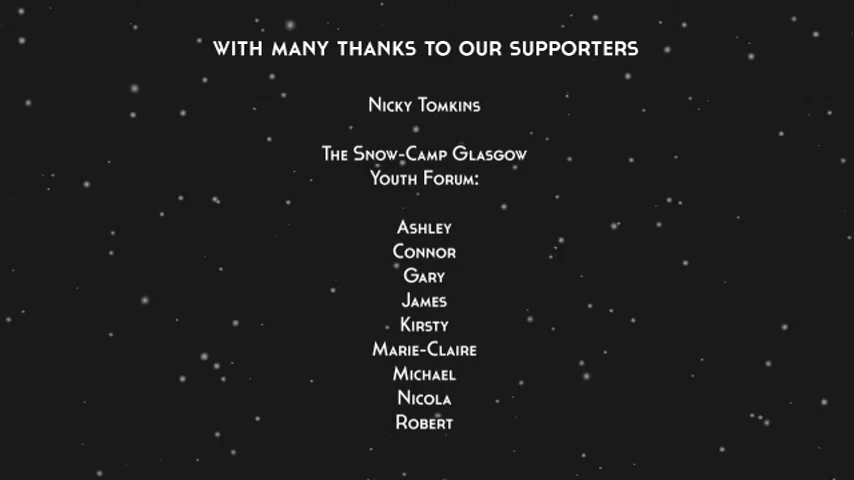 WITH MANY THANKS TO OUR SUPPORTERS
Nicky Tomkins
The Snow-Camp Glasgow
Youth Forum:
Ashley
Connor
Gary
James
Kirsty
Marie-Claire
Michael
Nicola
Robert